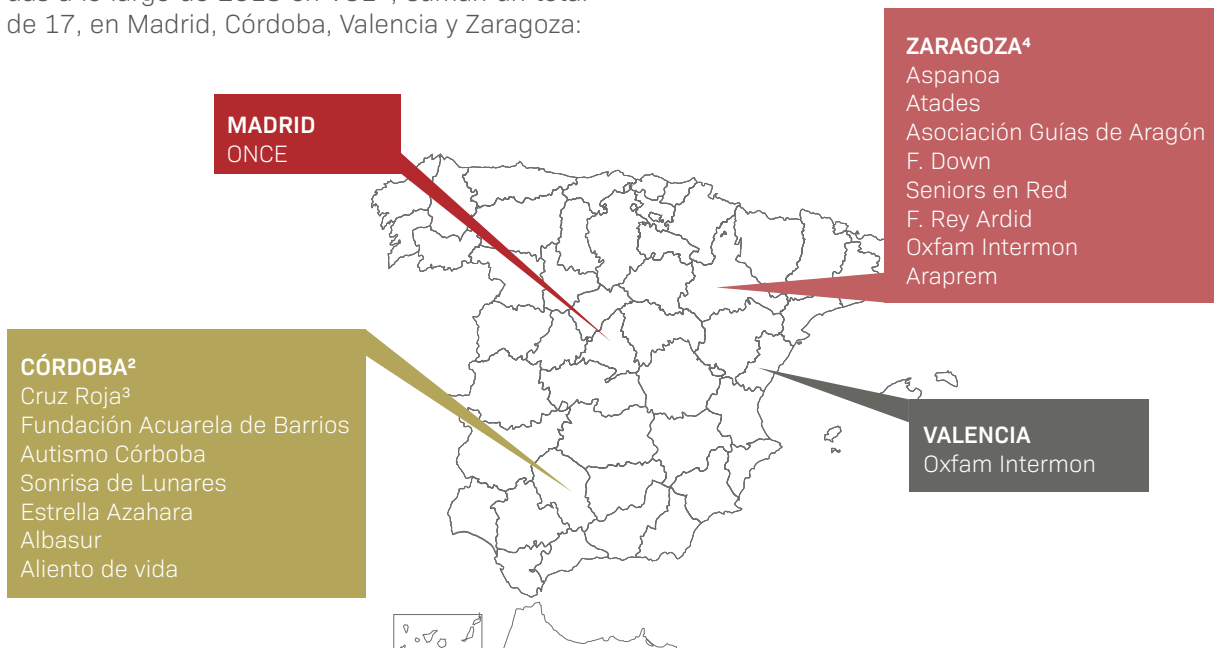 de 17, en Madrid, Córdoba, Valencia y Zaragoza:
MADRID
ONCE
ZARAGOZA⁴
Aspanoa
Atades
Asociación Guías de Aragón
F. Down
Seniors en Red
F. Rey Ardid
Oxfam Intermon
Araprem
CÓRDOBA²
Cruz Roja³
Fundación Acuarela de Barrios
Autismo Córboba
Sonrisa de Lunares
Estrella Azahara
Albasur
Aliento de vida
VALENCIA
Oxfam Intermon